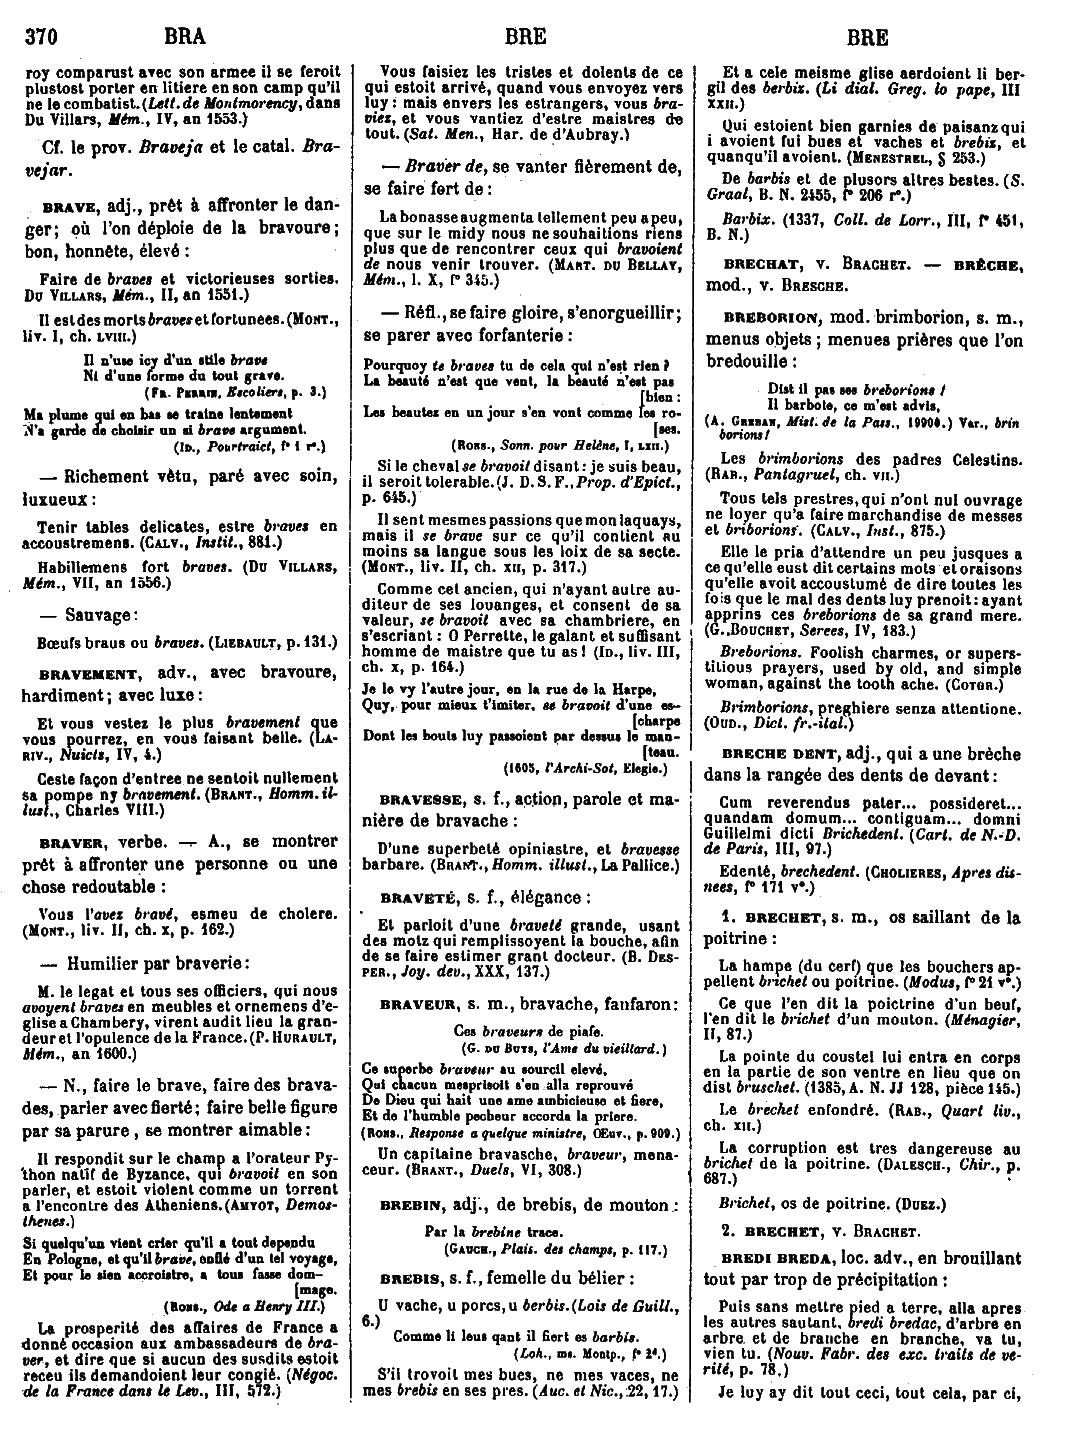 370 BRA BRE BRE
roy comparust avec son armee il se feroit
plustost porter en litiere en son camp qu'il
ne le combatist. (Lett. de Montmorency, dans
Du Villars, Mém., IV, an 1553.)
Cf. le prov. Braveja et le catal. Bra-
vejar.
BRAVE, adj., prêt à affronter le dan-
ger; où l'on déploie de la bravoure;
bon, honnête, élevé :
Faire de braves et victorieuses sorties.
DU VILLARS, Mém., II, an 1551.)
Il est des morts braves et fortunees. (MONT.,
liv. I, ch. LVIII.)
Il n'use icy d'un stile brave
Ni d'une forme du tout grave.
(FR. PERRIN, Escoliers, p. 3.)
Ma plume qui en bas se traine lentement
N'a garde de choisir un si brave argument.
(ID., Pourtraict, f° 1 r°.)
— Richement vêtu, paré avec soin,
luxueux :
Tenir tables delicates, estre braves en
accoustremens. (CALV., Instit., 881.)
Habillemens fort braves. (DU VILLARS,
Mém., VII, an 1556.)
— Sauvage :
Bœufs braus ou braves. (LIEBAULT, p. 131.)
BRAVEMENT, adv., avec bravoure,
hardiment; avec luxe :
Et vous vestez le plus bravement que
vous pourrez, en vous faisant belle. (LA-
RIV., Nuicts, IV, 4.)
Ceste façon d'entree ne sentoit nullement
sa pompe ny bravement. (BRANT., Homm. il-
lust., Charles VIII.)
BRAVER, verbe. — A., se montrer
prêt à affronter une personne ou une
chose redoutable :
Vous l'avez bravé, esmeu de cholere.
(MONT., liv. II, ch. x, p. 162.)
— Humilier par braverie :
M. le legat et tous ses officiers, qui nous
avoyent braves en meubles et ornemens d'e-
glise a Chambery, virent audit lieu la gran-
deur et l'opulence de la France. (P. HURAULT,
Mém., an 1600.)
— N., faire le brave, faire des brava-
des, parler avec fierté; faire belle figure
par sa parure, se montrer aimable :
Il respondit sur le champ a l'orateur Py-
thon natif de Byzance, qui bravoit en son
parler, et estoit violent comme un torrent
a l'encontre des Atheniens. (AMYOT, Demos-
thenes.)
Si quelqu'un vient crier qu'il a tout dependu
En Pologne, et qu'il brave, enflé d'un tel voyage,
Et pour le sien accroistre, a tous fasse dom-
[mage.
(RONS., Ode a Henry III.)
La prosperité des affaires de France a
donné occasion aux ambassadeurs de bra-
ver, et dire que si aucun des susdits estoit
receu ils demandoient leur congié. (Négoc.
de la France dans le Lev., III, 572.)
Vous faisiez les tristes et dolents de ce
qui estoit arrivé, quand vous envoyez vers
luy : mais envers les estrangers, vous bra-
viez, et vous vantiez d'estre maistres de
tout. (Sat. Men., Har. de d'Aubray.)
— Braver de, se vanter fièrement de,
se faire fort de :
La bonasse augmenta tellement peu a peu,
que sur le midy nous ne souhaitions riens
plus que de rencontrer ceux qui bravoient
de nous venir trouver. (MART. DU BELLAY,
Mém., l. X, f° 345.)
— Réfl., se faire gloire, s'enorgueillir;
se parer avec forfanterie :
Pourquoy te braves tu de cela qui n'est rien ?
La beauté n'est que vent, la beauté n'est pas
[bien :
Les beautez en un jour s'en vont comme les ro-
[ses.
(RONS., Sonn. pour Helène, I, LXII.)
Si le cheval se bravoit disant : je suis beau,
il seroit tolerable. (J. D. S. F., Prop. d'Epict.,
p. 645.)
Il sent mesmes passions que mon laquays,
mais il se brave sur ce qu'il contient au
moins sa langue sous les loix de sa secte.
(MONT., liv. II, ch. XII, p. 317.)
Comme cet ancien, qui n'ayant autre au-
diteur de ses louanges, et consent de sa
valeur, se bravoit avec sa chambriere, en
s'escriant : O Perrette, le galant et suffisant
homme de maistre que tu as ! (ID., liv. III,
ch. x, p. 164.)
Je le vy l'autre jour, en la rue de la Harpe,
Quy, pour mieux t'imiter, se bravoit d'une es-
[charpe
Dont les bouts luy passoient par dessus le man-
[teau.
(1605, l'Archi-Sot, Elegie.)
BRAVESSE, s. f., action, parole et ma-
nière de bravache :
D'une superbeté opiniastre, et bravesse
barbare. (BRANT., Homm. illust., La Pallice.)
BRAVETÉ, s. f., élégance :
Et parloit d'une braveté grande, usant
des motz qui remplissoyent la bouche, afin
de se faire estimer grant docteur. (B. DES-
PER., Joy. dev., XXX, 137.)
BRAVEUR, s. m., bravache, fanfaron :
Ces braveurs de piafe.
(G. DU BUYS, l'Ame du vieillard.)
Ce superbe braveur au sourcil elevé,
Qui chacun mesprisoit s'en alla reprouvé
De Dieu qui hait une ame ambicieuse et fiere,
Et de l'humble pecheur accorda la priere.
(RONS., Response a quelque ministre, Œuv., p. 909.)
Un capitaine bravasche, braveur, mena-
ceur. (BRANT., Duels, VI, 308.)
BREBIN, adj., de brebis, de mouton :
Par la brebine trace.
(GAUCH., Plais. des champs, p. 117.)
BREBIS, s. f., femelle du bélier :
U vache, u porcs, u berbis. (Lois de Guill.,
6.)
Comme li leus qant il fiert es barbis.
(Loh., ms. Montp., f° 2ᵈ.)
S'il trovoit mes bues, ne mes vaces, ne
mes brebis en ses pres. (Auc. et Nic., 22, 17.)
Et a cele meisme glise aerdoient li ber-
gil des berbiz. (Li dial. Greg. lo pape, III
XXII.)
Qui estoient bien garnies de paisanz qui
i avoient fui bues et vaches et brebiz, et
quanqu'il avoient. (MENESTREL, § 253.)
De barbis et de plusors altres bestes. (S.
Graal, B. N. 2455, f° 206 r°.)
Barbix. (1337, Coll. de Lorr., III, f° 451,
B. N.)
BRECHAT, v. BRACHET. — BRÈCHE,
mod., v. BRESCHE.
BREBORION, mod. brimborion, s. m.,
menus objets; menues prières que l'on
bredouille :
Dist il pas ses breborions !
Il barbote, ce m'est advis,
(A. GREBAN, Mist. de la Pass., 19904.) Var., brin
borions !
Les brimborions des padres Celestins.
(RAB., Pantagruel, ch. VII.)
Tous tels prestres, qui n'ont nul ouvrage
ne loyer qu'a faire marchandise de messes
et briborions. (CALV., Inst., 875.)
Elle le pria d'attendre un peu jusques a
ce qu'elle eust dit certains mots et oraisons
qu'elle avoit accoustumé de dire toutes les
fois que le mal des dents luy prenoit : ayant
apprins ces breborions de sa grand mere.
(G. BOUCHET, Serees, IV, 183.)
Breborions. Foolish charmes, or supers-
titious prayers, used by old, and simple
woman, against the tooth ache. (COTGR.)
Brimborions, preghiere senza attentione.
(OUD., Dict. fr.-ital.)
BRECHE DENT, adj., qui a une brèche
dans la rangée des dents de devant :
Cum reverendus pater... possideret...
quandam domum... contiguam... domni
Guillelmi dicti Brichedent. (Cart. de N.-D.
de Paris, III, 97.)
Edenté, brechedent. (CHOLIERES, Apres dis-
nees, f° 171 v°.)
1. BRECHET, s. m., os saillant de la
poitrine :
La hampe (du cerf) que les bouchers ap-
pellent brichet ou poitrine. (Modus, f° 21 v°.)
Ce que l'en dit la poictrine d'un beuf,
l'en dit le brichet d'un mouton. (Ménagier,
II, 87.)
La pointe du coustel lui entra en corps
en la partie de son ventre en lieu que on
dist bruschet. (1385, A. N. JJ 128, pièce 145.)
Le brechet enfondré. (RAB., Quart liv.,
ch. XII.)
La corruption est tres dangereuse au
brichet de la poitrine. (DALESCH., Chir., p.
687.)
Brichet, os de poitrine. (DUEZ.)
2. BRECHET, v. BRACHET.
BREDI BREDA, loc. adv., en brouillant
tout par trop de précipitation :
Puis sans mettre pied a terre, alla apres
les autres sautant, bredi bredac, d'arbre en
arbre et de branche en branche, va tu,
vien tu. (Nouv. Fabr. des exc. traits de ve-
rité, p. 78.)
Je luy ay dit tout ceci, tout cela, par ci,